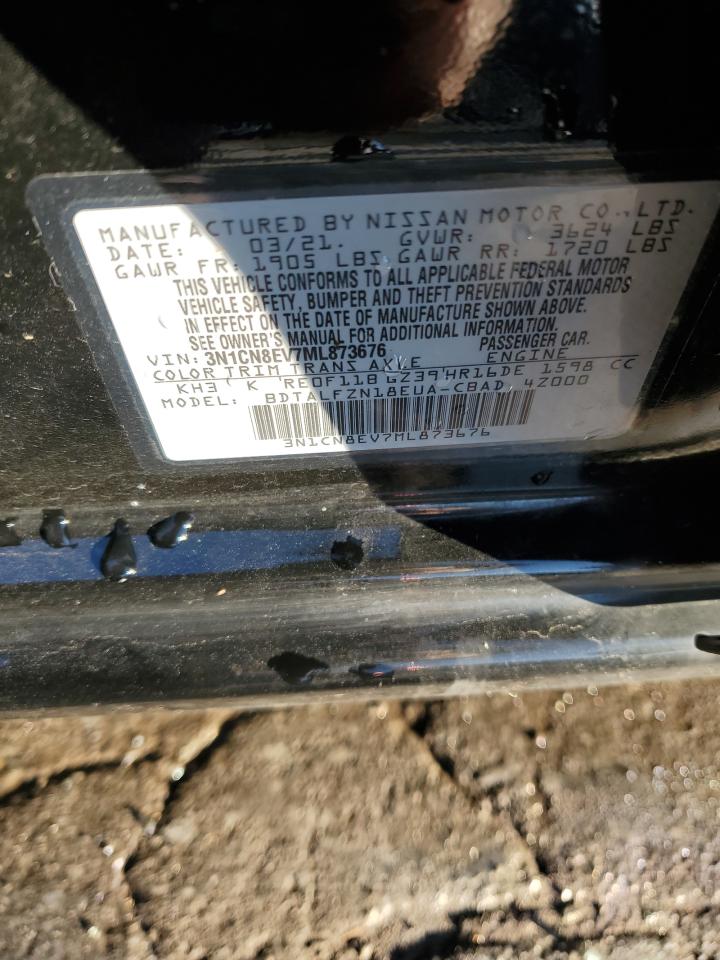 MANUFACTURED BY NISSAN MOTOR CO., LTD.
DATE: 03/21. GVWR: 3624 LBS
GAWR FR: 1905 LBS GAWR RR: 1720 LBS
THIS VEHICLE CONFORMS TO ALL APPLICABLE FEDERAL MOTOR
VEHICLE SAFETY, BUMPER AND THEFT PREVENTION STANDARDS
IN EFFECT ON THE DATE OF MANUFACTURE SHOWN ABOVE.
SEE OWNER'S MANUAL FOR ADDITIONAL INFORMATION.
VIN: 3N1CN8EV7ML873676 PASSENGER CAR.
COLOR TRIM TRANS AXLE ENGINE
KH3 K RE0F11B GZ39 HR16DE 1598 CC
MODEL: BDTALFZN18EUA-CBAD 4Z000
3N1CN8EV7ML873676